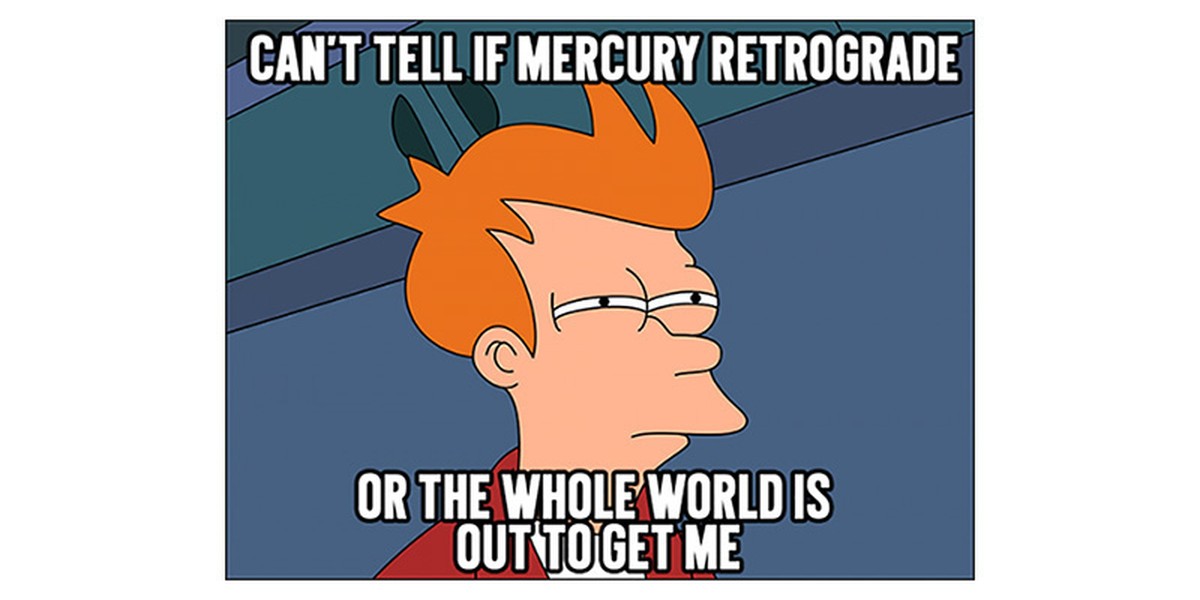 CAN'T TELL IF MERCURY RETROGRADE
OR THE WHOLE WORLD IS
OUT TO GET ME